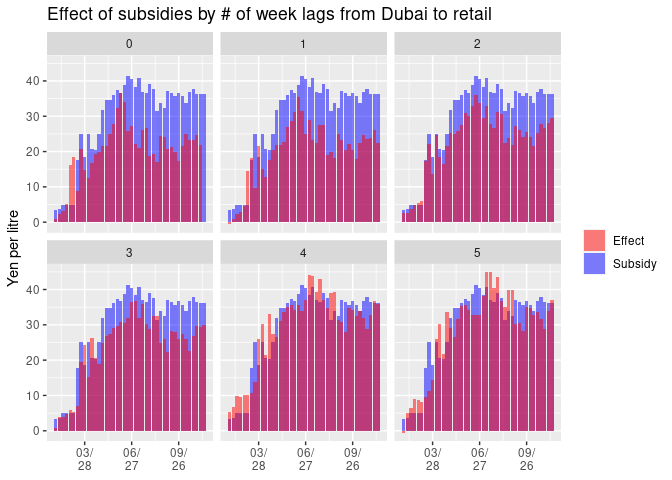 Effect of subsidies by # of week lags from Dubai to retail
0 1 2
40
30
20
10
0
Yen per litre
Effect
Subsidy
3 4 5
40
30
20
10
0
03/ 06/ 09/ 03/ 06/ 09/ 03/ 06/ 09/
28 27 26 28 27 26 28 27 26